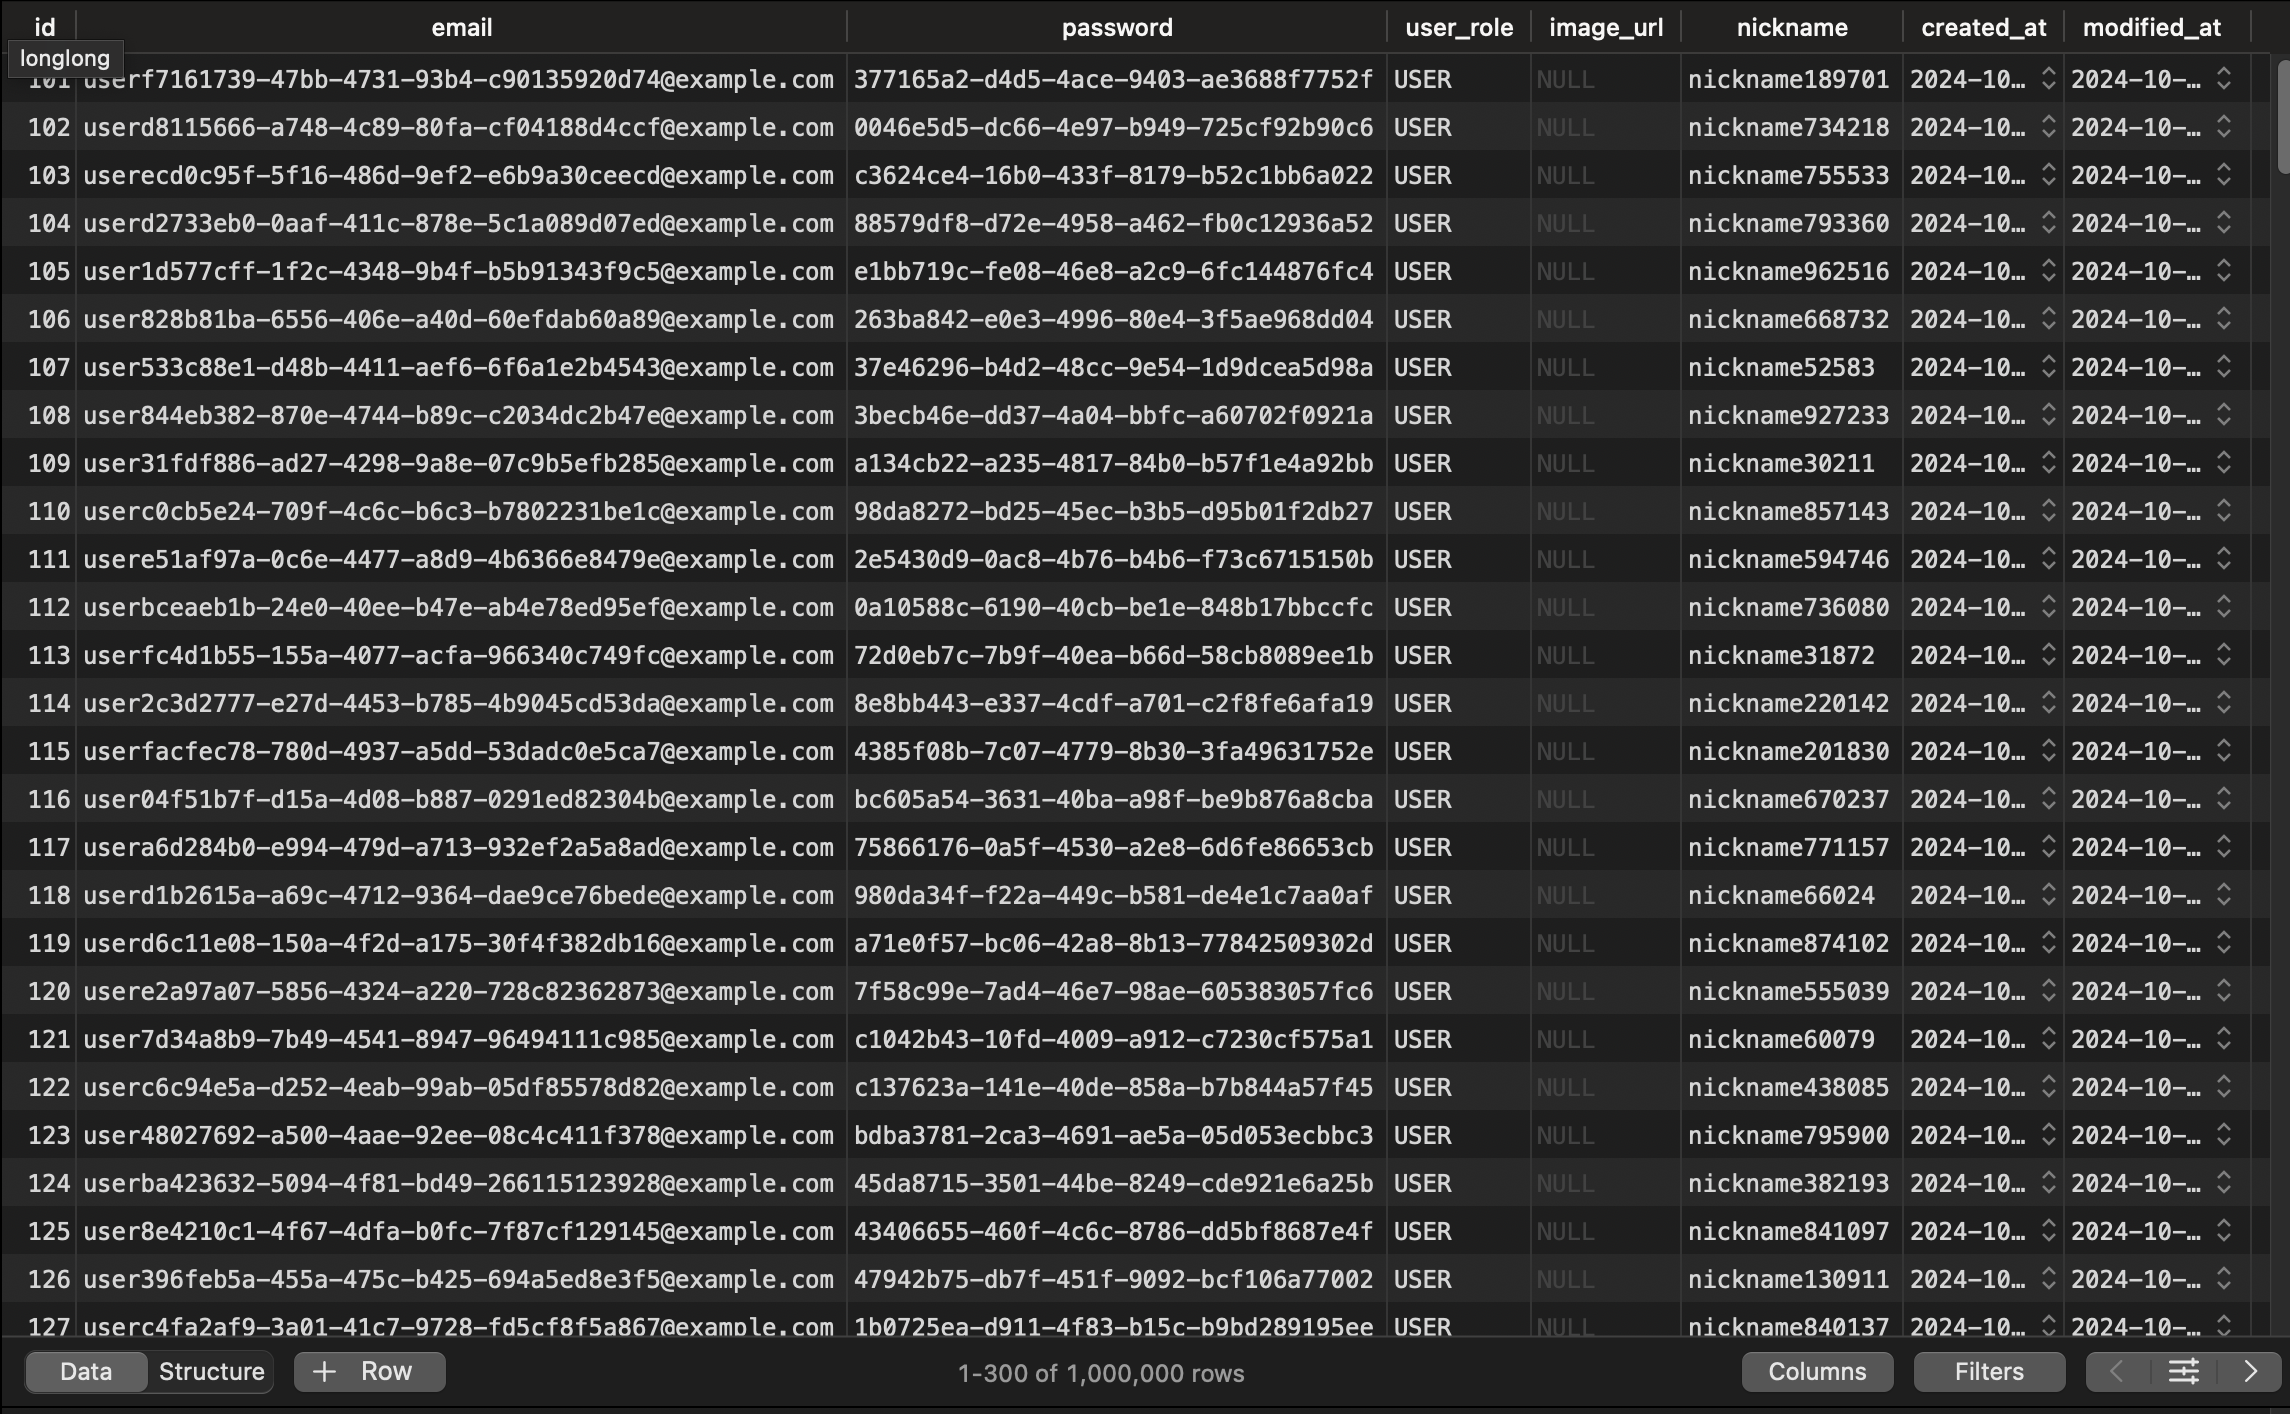 id email password user_role image_url nickname created_at modified_at
longlong
101 userf7161739-47bb-4731-93b4-c90135920d74@example.com 377165a2-d4d5-4ace-9403-ae3688f7752f USER NULL nickname189701 2024-10… 2024-10-…
102 userd8115666-a748-4c89-80fa-cf04188d4ccf@example.com 0046e5d5-dc66-4e97-b949-725cf92b90c6 USER NULL nickname734218 2024-10… 2024-10-…
103 userecd0c95f-5f16-486d-9ef2-e6b9a30ceecd@example.com c3624ce4-16b0-433f-8179-b52c1bb6a022 USER NULL nickname755533 2024-10… 2024-10-…
104 userd2733eb0-0aaf-411c-878e-5c1a089d07ed@example.com 88579df8-d72e-4958-a462-fb0c12936a52 USER NULL nickname793360 2024-10… 2024-10-…
105 user1d577cff-1f2c-4348-9b4f-b5b91343f9c5@example.com e1bb719c-fe08-46e8-a2c9-6fc144876fc4 USER NULL nickname962516 2024-10… 2024-10-…
106 user828b81ba-6556-406e-a40d-60efdab60a89@example.com 263ba842-e0e3-4996-80e4-3f5ae968dd04 USER NULL nickname668732 2024-10… 2024-10-…
107 user533c88e1-d48b-4411-aef6-6f6a1e2b4543@example.com 37e46296-b4d2-48cc-9e54-1d9dcea5d98a USER NULL nickname52583 2024-10… 2024-10-…
108 user844eb382-870e-4744-b89c-c2034dc2b47e@example.com 3becb46e-dd37-4a04-bbfc-a60702f0921a USER NULL nickname927233 2024-10… 2024-10-…
109 user31fdf886-ad27-4298-9a8e-07c9b5efb285@example.com a134cb22-a235-4817-84b0-b57f1e4a92bb USER NULL nickname30211 2024-10… 2024-10-…
110 userc0cb5e24-709f-4c6c-b6c3-b7802231be1c@example.com 98da8272-bd25-45ec-b3b5-d95b01f2db27 USER NULL nickname857143 2024-10… 2024-10-…
111 usere51af97a-0c6e-4477-a8d9-4b6366e8479e@example.com 2e5430d9-0ac8-4b76-b4b6-f73c6715150b USER NULL nickname594746 2024-10… 2024-10-…
112 userbceaeb1b-24e0-40ee-b47e-ab4e78ed95ef@example.com 0a10588c-6190-40cb-be1e-848b17bbccfc USER NULL nickname736080 2024-10… 2024-10-…
113 userfc4d1b55-155a-4077-acfa-966340c749fc@example.com 72d0eb7c-7b9f-40ea-b66d-58cb8089ee1b USER NULL nickname31872 2024-10… 2024-10-…
114 user2c3d2777-e27d-4453-b785-4b9045cd53da@example.com 8e8bb443-e337-4cdf-a701-c2f8fe6afa19 USER NULL nickname220142 2024-10… 2024-10-…
115 userfacfec78-780d-4937-a5dd-53dadc0e5ca7@example.com 4385f08b-7c07-4779-8b30-3fa49631752e USER NULL nickname201830 2024-10… 2024-10-…
116 user04f51b7f-d15a-4d08-b887-0291ed82304b@example.com bc605a54-3631-40ba-a98f-be9b876a8cba USER NULL nickname670237 2024-10… 2024-10-…
117 usera6d284b0-e994-479d-a713-932ef2a5a8ad@example.com 75866176-0a5f-4530-a2e8-6d6fe86653cb USER NULL nickname771157 2024-10… 2024-10-…
118 userd1b2615a-a69c-4712-9364-dae9ce76bede@example.com 980da34f-f22a-449c-b581-de4e1c7aa0af USER NULL nickname66024 2024-10… 2024-10-…
119 userd6c11e08-150a-4f2d-a175-30f4f382db16@example.com a71e0f57-bc06-42a8-8b13-77842509302d USER NULL nickname874102 2024-10… 2024-10-…
120 usere2a97a07-5856-4324-a220-728c82362873@example.com 7f58c99e-7ad4-46e7-98ae-605383057fc6 USER NULL nickname555039 2024-10… 2024-10-…
121 user7d34a8b9-7b49-4541-8947-96494111c985@example.com c1042b43-10fd-4009-a912-c7230cf575a1 USER NULL nickname60079 2024-10… 2024-10-…
122 userc6c94e5a-d252-4eab-99ab-05df85578d82@example.com c137623a-141e-40de-858a-b7b844a57f45 USER NULL nickname438085 2024-10… 2024-10-…
123 user48027692-a500-4aae-92ee-08c4c411f378@example.com bdba3781-2ca3-4691-ae5a-05d053ecbbc3 USER NULL nickname795900 2024-10… 2024-10-…
124 userba423632-5094-4f81-bd49-266115123928@example.com 45da8715-3501-44be-8249-cde921e6a25b USER NULL nickname382193 2024-10… 2024-10-…
125 user8e4210c1-4f67-4dfa-b0fc-7f87cf129145@example.com 43406655-460f-4c6c-8786-dd5bf8687e4f USER NULL nickname841097 2024-10… 2024-10-…
126 user396feb5a-455a-475c-b425-694a5ed8e3f5@example.com 47942b75-db7f-451f-9092-bcf106a77002 USER NULL nickname130911 2024-10… 2024-10-…
127 userc4fa2af9-3a01-41c7-9728-fd5cf8f5a867@example.com 1b0725ea-d911-4f83-b15c-b9bd289195ee USER NULL nickname840137 2024-10… 2024-10-…
Data Structure + Row 1-300 of 1,000,000 rows Columns Filters